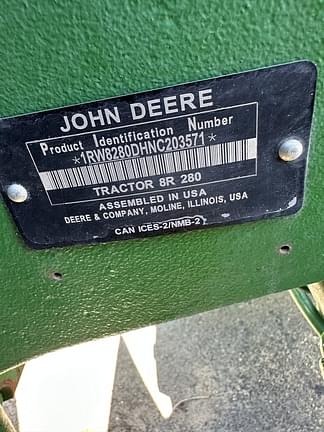 JOHN DEERE
Product Identification Number
*1RW8280DHNC203571*
TRACTOR 8R 280
ASSEMBLED IN USA
DEERE & COMPANY, MOLINE, ILLINOIS, USA
CAN ICES-2/NMB-2